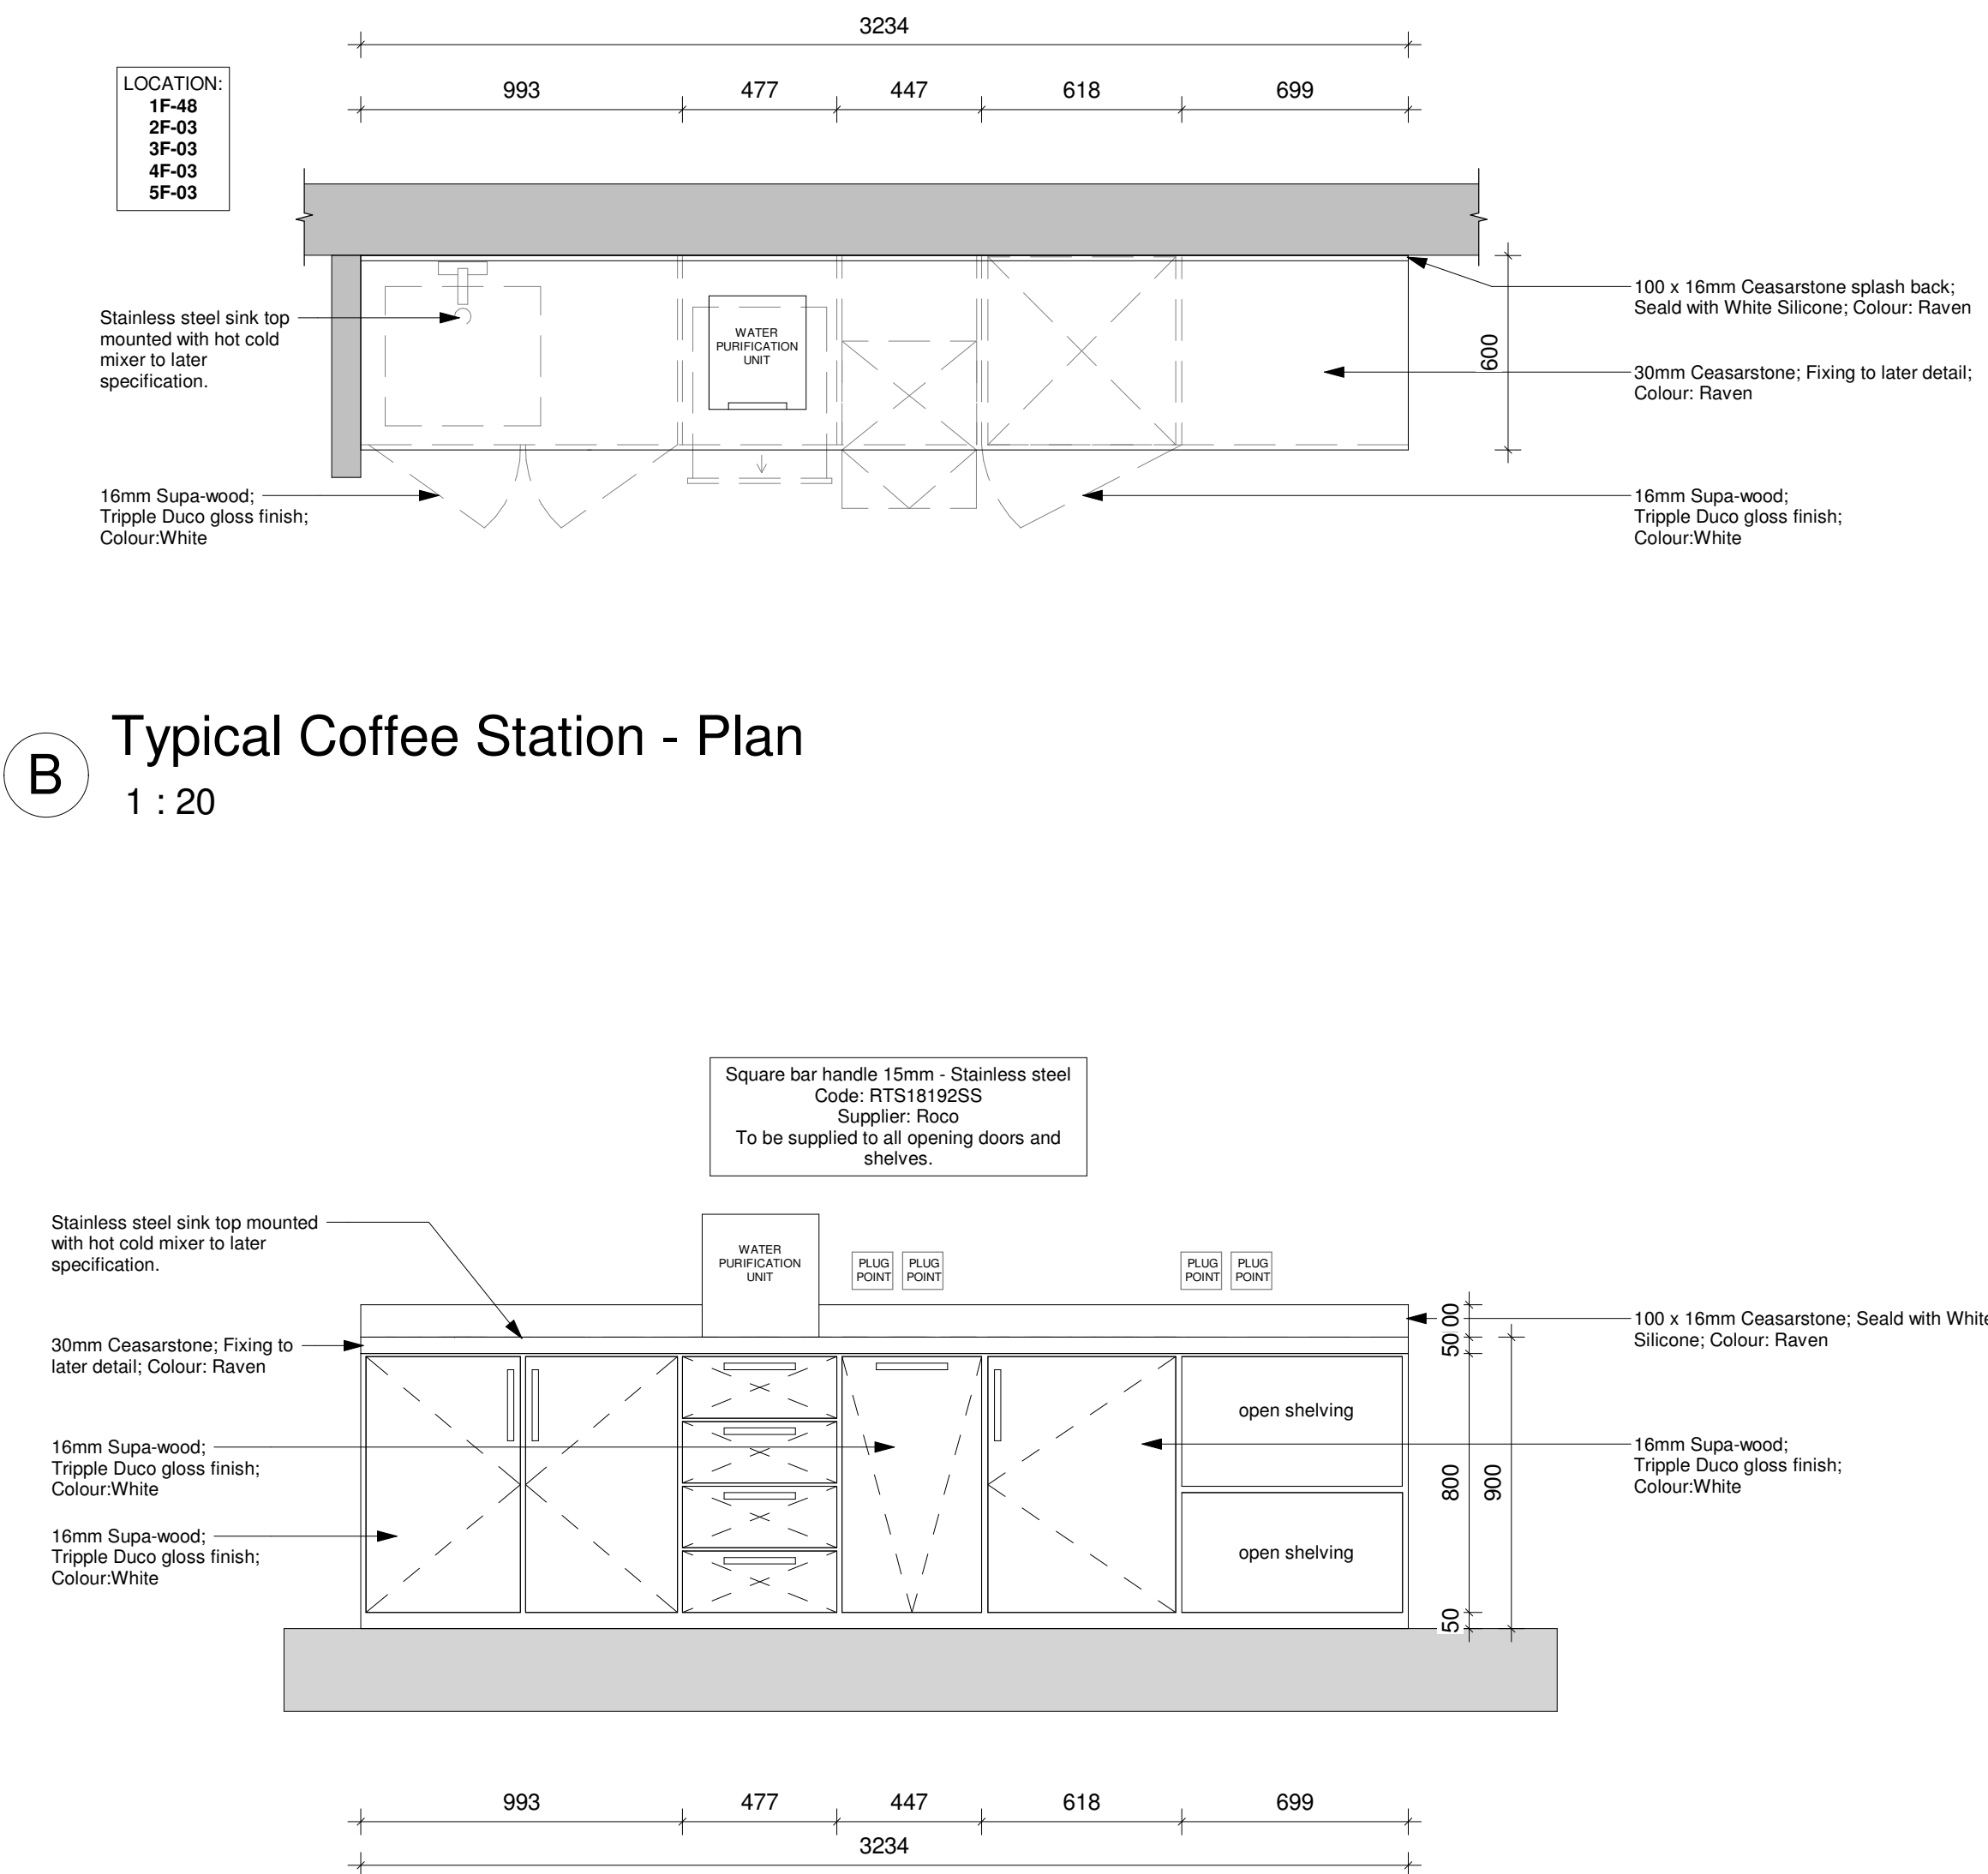 3234
993 477 447 618 699
LOCATION:
1F-48
2F-03
3F-03
4F-03
5F-03
Stainless steel sink top
mounted with hot cold
mixer to later
specification.
WATER
PURIFICATION
UNIT
600
100 x 16mm Ceasarstone splash back;
Seald with White Silicone; Colour: Raven
30mm Ceasarstone; Fixing to later detail;
Colour: Raven
16mm Supa-wood;
Tripple Duco gloss finish;
Colour:White
16mm Supa-wood;
Tripple Duco gloss finish;
Colour:White
B
Typical Coffee Station - Plan
1 : 20
Square bar handle 15mm - Stainless steel
Code: RTS18192SS
Supplier: Roco
To be supplied to all opening doors and
shelves.
Stainless steel sink top mounted
with hot cold mixer to later
specification.
30mm Ceasarstone; Fixing to
later detail; Colour: Raven
16mm Supa-wood;
Tripple Duco gloss finish;
Colour:White
16mm Supa-wood;
Tripple Duco gloss finish;
Colour:White
WATER
PURIFICATION
UNIT
PLUG
POINT
PLUG
POINT
PLUG
POINT
PLUG
POINT
open shelving
open shelving
00
50
800
50
900
100 x 16mm Ceasarstone; Seald with White
Silicone; Colour: Raven
16mm Supa-wood;
Tripple Duco gloss finish;
Colour:White
993 477 447 618 699
3234